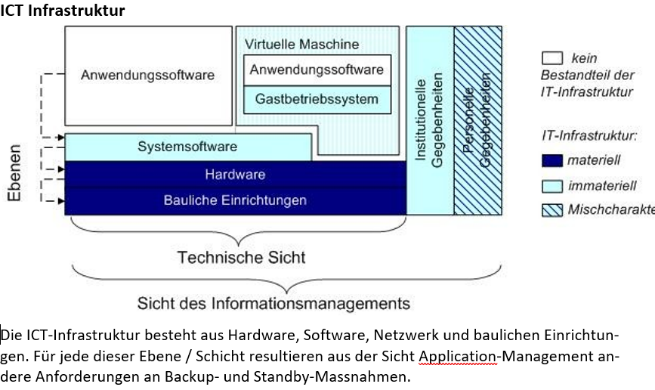 ICT Infrastruktur
Anwendungssoftware
Virtuelle Maschine
Anwendungssoftware
Gastbetriebssystem
Systemsoftware
Hardware
Bauliche Einrichtungen
Ebenen
Institutionelle
Gegebenheiten
Personelle
Gegebenheiten
kein
Bestandteil der
IT-Infrastruktur
IT-Infrastruktur:
materiell
immateriell
Mischcharakte
Technische Sicht
Sicht des Informationsmanagements
Die ICT-Infrastruktur besteht aus Hardware, Software, Netzwerk und baulichen Einrichtun-
gen. Für jede dieser Ebene / Schicht resultieren aus der Sicht Application-Management an-
dere Anforderungen an Backup- und Standby-Massnahmen.